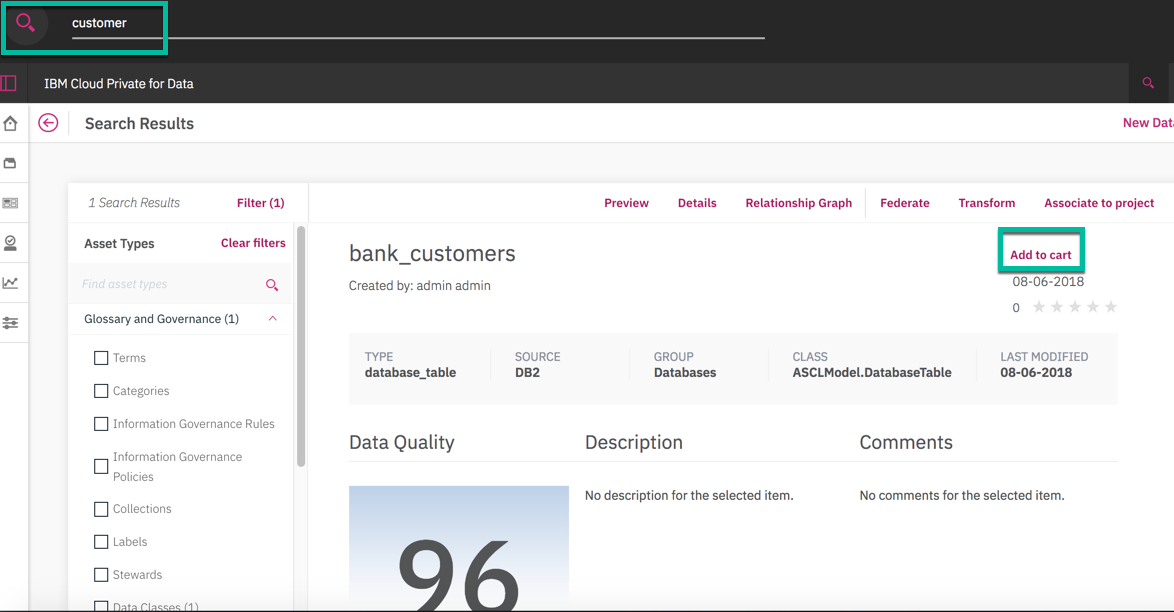 customer
IBM Cloud Private for Data
Search Results
New Data
1 Search Results
Filter (1)
Preview
Details
Relationship Graph
Federate
Transform
Associate to project
Asset Types
Clear filters
Find asset types
Glossary and Governance (1)
Terms
Categories
Information Governance Rules
Information Governance
Policies
Collections
Labels
Stewards
Data Classes (1)
bank_customers
Add to cart
Created by: admin admin
08-06-2018
0
TYPE
database_table
SOURCE
DB2
GROUP
Databases
CLASS
ASCLModel.DatabaseTable
LAST MODIFIED
08-06-2018
Data Quality
96
Description
No description for the selected item.
Comments
No comments for the selected item.